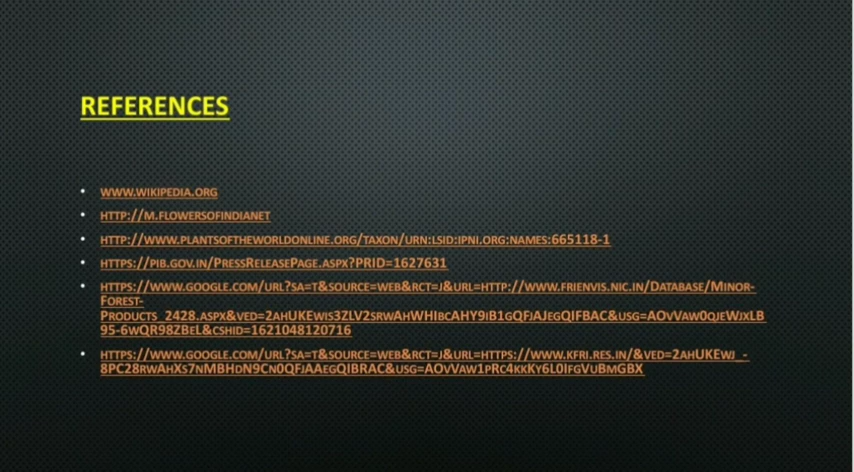 REFERENCES
• WWW.WIKIPEDIA.ORG
• HTTP://M.FLOWERSOFINDIANET
• HTTP://WWW.PLANTSOFTHEWORLDONLINE.ORG/TAXON/URN:LSID:IPNI.ORG:NAMES:665118-1
• HTTPS://PIB.GOV.IN/PRESSRELEASEPAGE.ASPX?PRID=1627631
• HTTPS://WWW.GOOGLE.COM/URL?SA=T&SOURCE=WEB&RCT=J&URL=HTTP://WWW.FRIENVIS.NIC.IN/DATABASE/MINOR-
FOREST-
PRODUCTS_2428.ASPX&VED=2AHUKEWIS3ZLV2SRWAHWHIBCAHY9IB1GQFJAJEGQIFBAC&USG=AOVVAW0QJEWJXLB
95-6WQR98ZBEL&CSHID=1621048120716
• HTTPS://WWW.GOOGLE.COM/URL?SA=T&SOURCE=WEB&RCT=J&URL=HTTPS://WWW.KFRI.RES.IN/&VED=2AHUKEWJ_-
8PC28RWAHXS7NMBHDN9CN0QFJAAEGQIBRAC&USG=AOVVAW1PRC4KKKY6L0IFGVUBMGBX